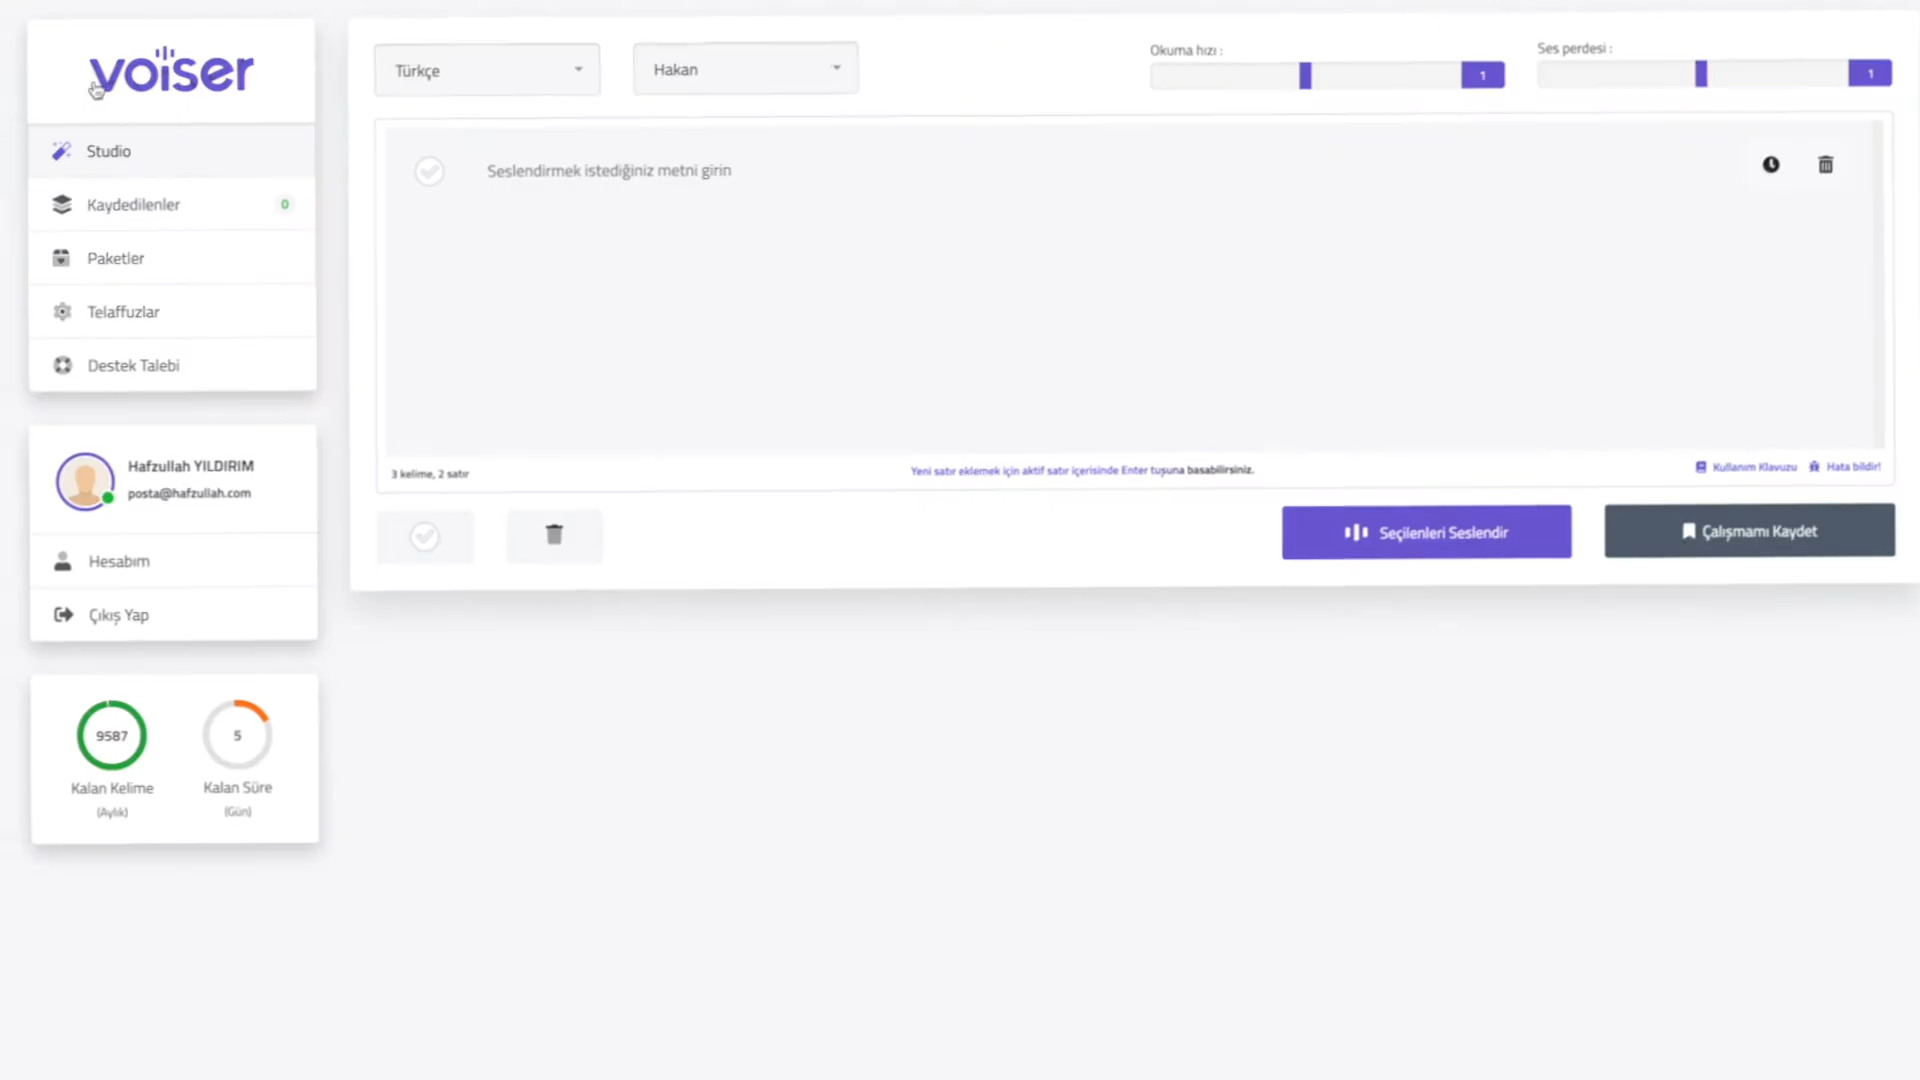 voiser
Studio
Kaydedilenler
0
Paketler
Telaffuzlar
Destek Talebi
Hafzullah YILDIRIM
posta@hafzullah.com
Hesabım
Çıkış Yap
9587
Kalan Kelime
(Aylık)
5
Kalan Süre
(Gün)
Türkçe
Hakan
Okuma hızı :
1
Ses perdesi :
1
Seslendirmek istediğiniz metni girin
3 kelime, 2 satır
Yeni satır eklemek için aktif satır içerisinde Enter tuşuna basabilirsiniz.
Kullanım Klavuzu
Hata bildir!
Seçilenleri Seslendir
Çalışmamı Kaydet